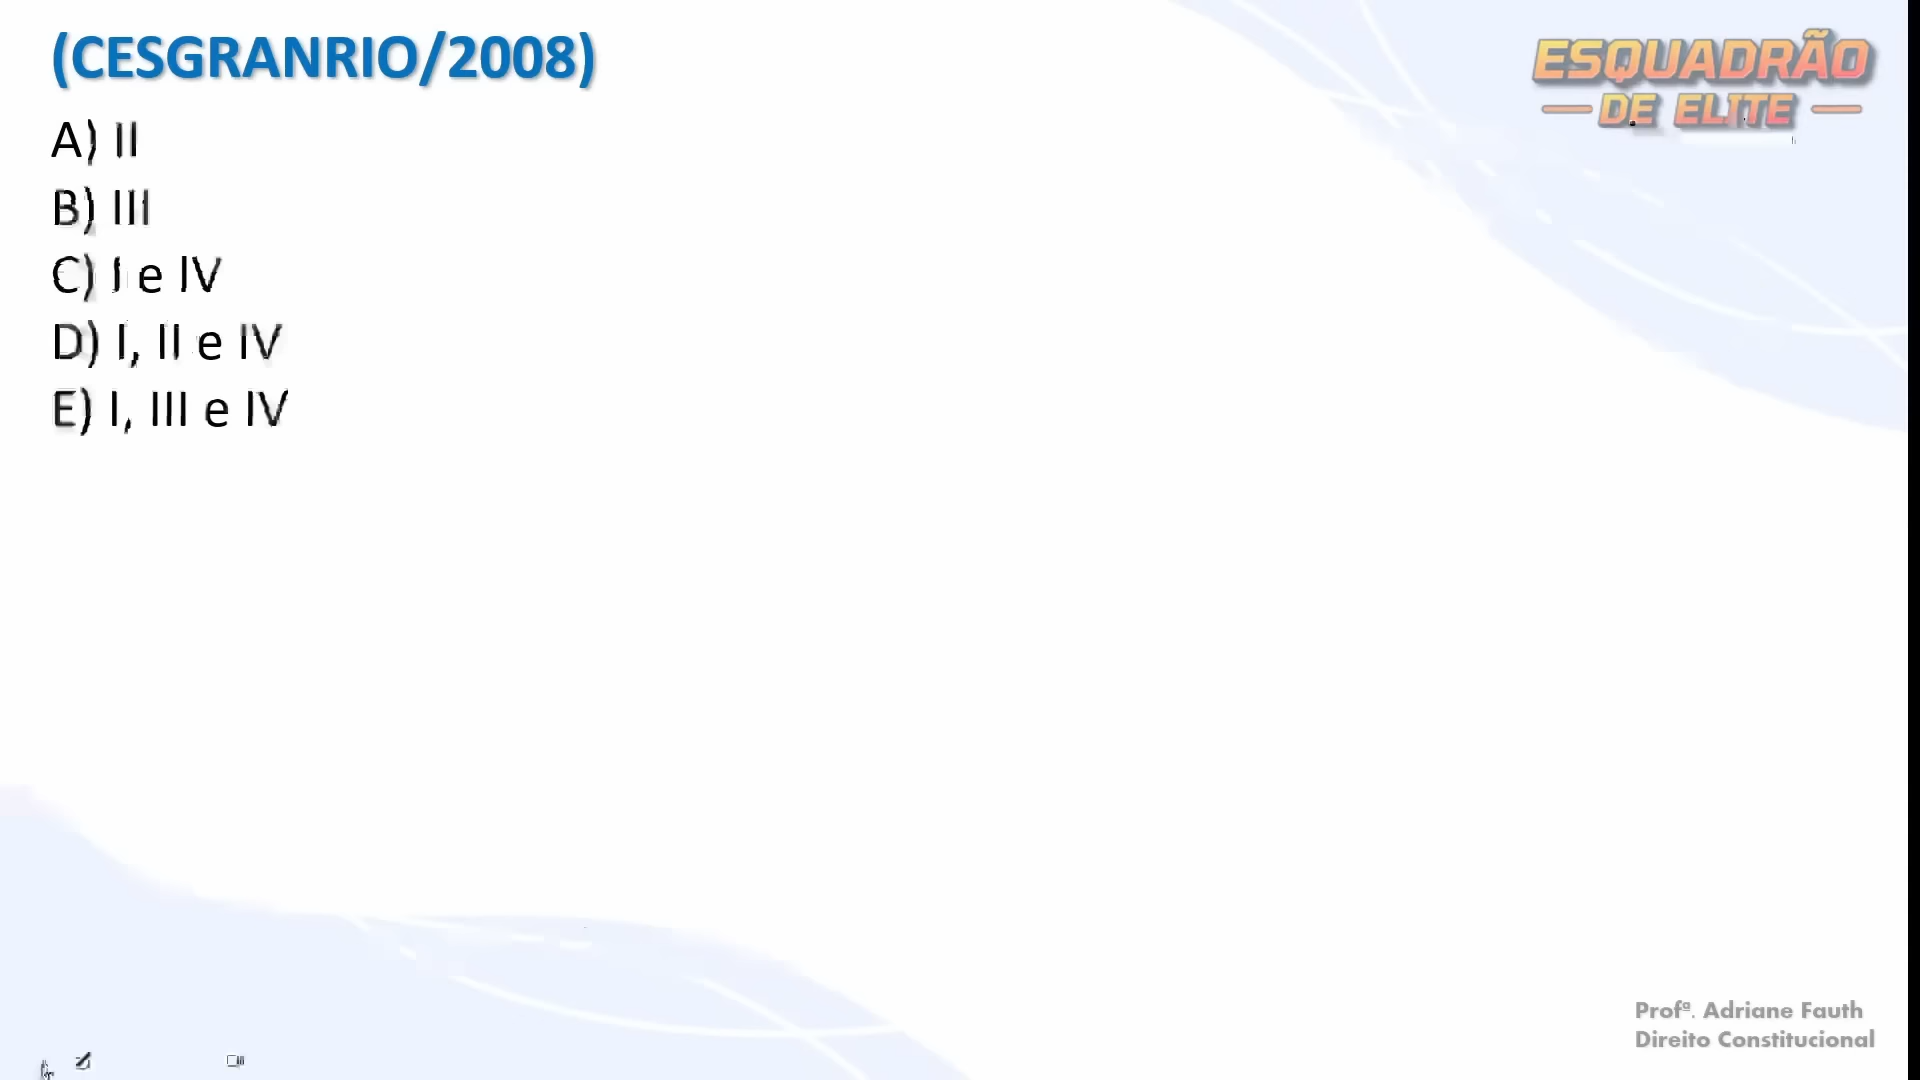 (CESGRANRIO/2008)
ESQUADRÃO
DE ELITE
A) II
B) III
C) I e IV
D) I, II e IV
E) I, III e IV
Profª. Adriane Fauth
Direito Constitucional